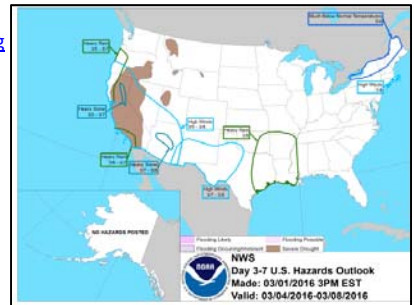 g
Much Below Normal Temperatures
Heavy Rain
High Winds
Heavy Snow
High Winds
Heavy Rain
Heavy Rain
Heavy Snow
High Winds
NO HAZARDS POSTED
Flooding Likely
Flooding Possible
Flooding Occurring/Imminent
Severe Drought
NOAA
NWS
Day 3-7 U.S. Hazards Outlook
Made: 03/01/2016 3PM EST
Valid: 03/04/2016-03/08/2016